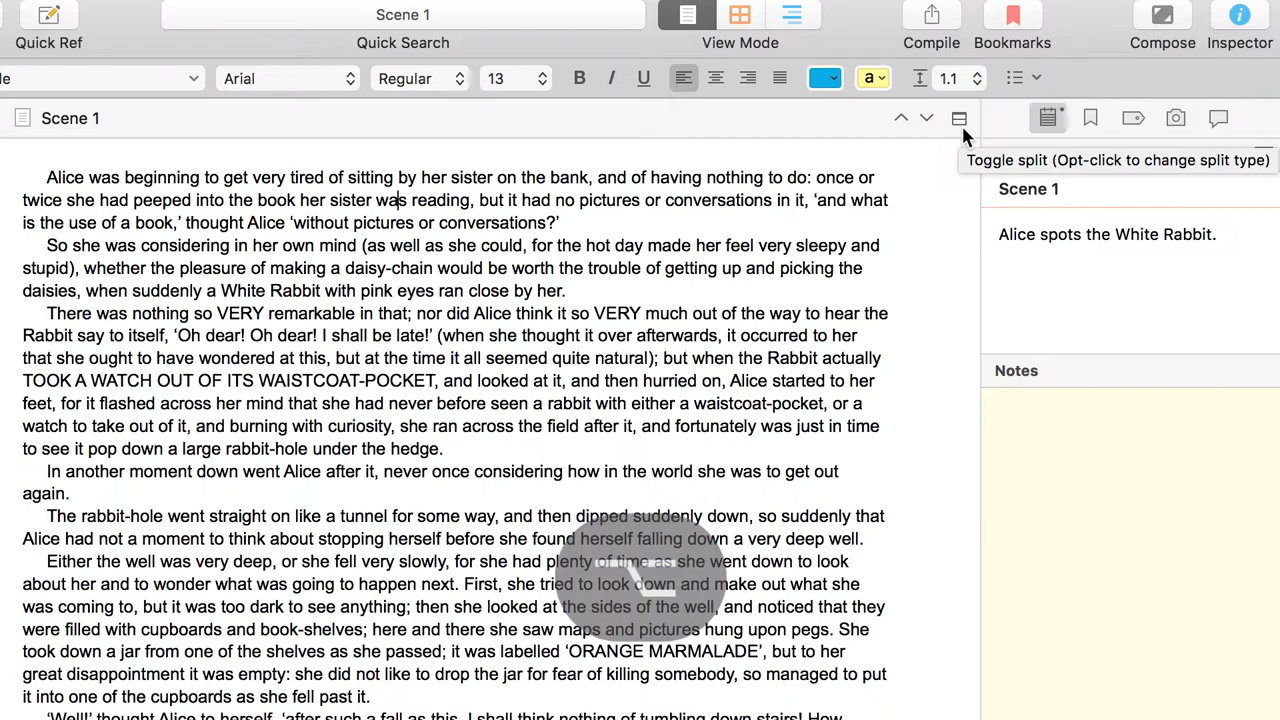 Scene 1
Quick Ref
Quick Search
View Mode
Compile
Bookmarks
Compose
Inspector
Arial
Regular
13
B
I
U
a
1.1
Scene 1
Toggle split (Opt-click to change split type)
Scene 1
Alice spots the White Rabbit.
Notes
Alice was beginning to get very tired of sitting by her sister on the bank, and of having nothing to do: once or
twice she had peeped into the book her sister was reading, but it had no pictures or conversations in it, ‘and what
is the use of a book,’ thought Alice ‘without pictures or conversations?’
So she was considering in her own mind (as well as she could, for the hot day made her feel very sleepy and
stupid), whether the pleasure of making a daisy-chain would be worth the trouble of getting up and picking the
daisies, when suddenly a White Rabbit with pink eyes ran close by her.
There was nothing so VERY remarkable in that; nor did Alice think it so VERY much out of the way to hear the
Rabbit say to itself, ‘Oh dear! Oh dear! I shall be late!’ (when she thought it over afterwards, it occurred to her
that she ought to have wondered at this, but at the time it all seemed quite natural); but when the Rabbit actually
TOOK A WATCH OUT OF ITS WAISTCOAT-POCKET, and looked at it, and then hurried on, Alice started to her
feet, for it flashed across her mind that she had never before seen a rabbit with either a waistcoat-pocket, or a
watch to take out of it, and burning with curiosity, she ran across the field after it, and fortunately was just in time
to see it pop down a large rabbit-hole under the hedge.
In another moment down went Alice after it, never once considering how in the world she was to get out
again.
The rabbit-hole went straight on like a tunnel for some way, and then dipped suddenly down, so suddenly that
Alice had not a moment to think about stopping herself before she found herself falling down a very deep well.
Either the well was very deep, or she fell very slowly, for she had plenty of time as she went down to look
about her and to wonder what was going to happen next. First, she tried to look down and make out what she
was coming to, but it was too dark to see anything; then she looked at the sides of the well, and noticed that they
were filled with cupboards and book-shelves; here and there she saw maps and pictures hung upon pegs. She
took down a jar from one of the shelves as she passed; it was labelled ‘ORANGE MARMALADE’, but to her
great disappointment it was empty: she did not like to drop the jar for fear of killing somebody, so managed to put
it into one of the cupboards as she fell past it.
‘Well!’ thought Alice to herself, ‘after such a fall as this, I shall think nothing of tumbling down stairs! How